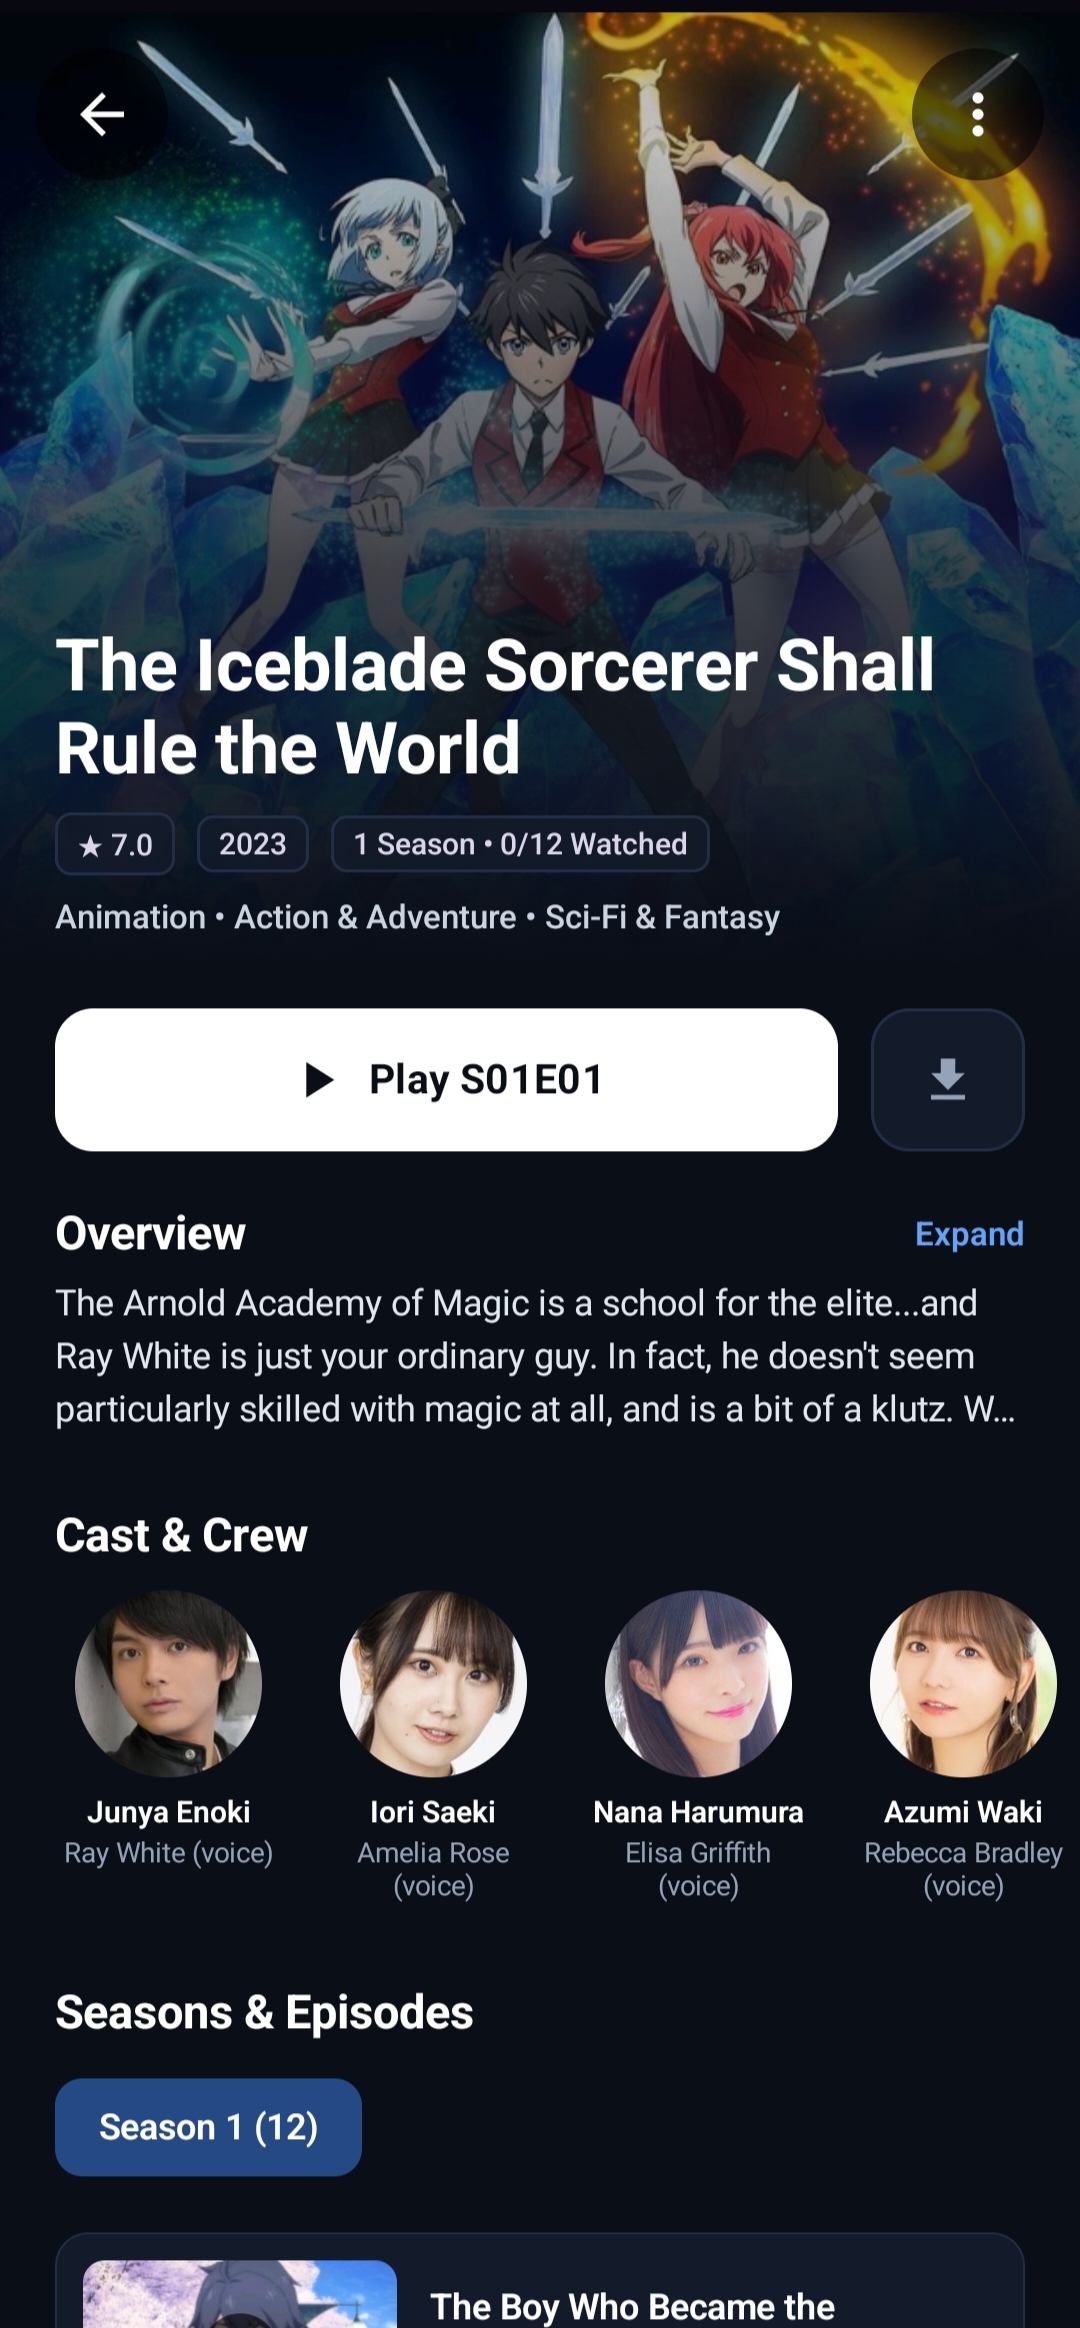 The Iceblade Sorcerer Shall
Rule the World
★ 7.0
2023
1 Season • 0/12 Watched
Animation • Action & Adventure • Sci-Fi & Fantasy
Play S01E01
Overview
Expand
The Arnold Academy of Magic is a school for the elite...and
Ray White is just your ordinary guy. In fact, he doesn't seem
particularly skilled with magic at all, and is a bit of a klutz. W...
Cast & Crew
Junya Enoki
Ray White (voice)
Iori Saeki
Amelia Rose
(voice)
Nana Harumura
Elisa Griffith
(voice)
Azumi Waki
Rebecca Bradley
(voice)
Seasons & Episodes
Season 1 (12)
The Boy Who Became the